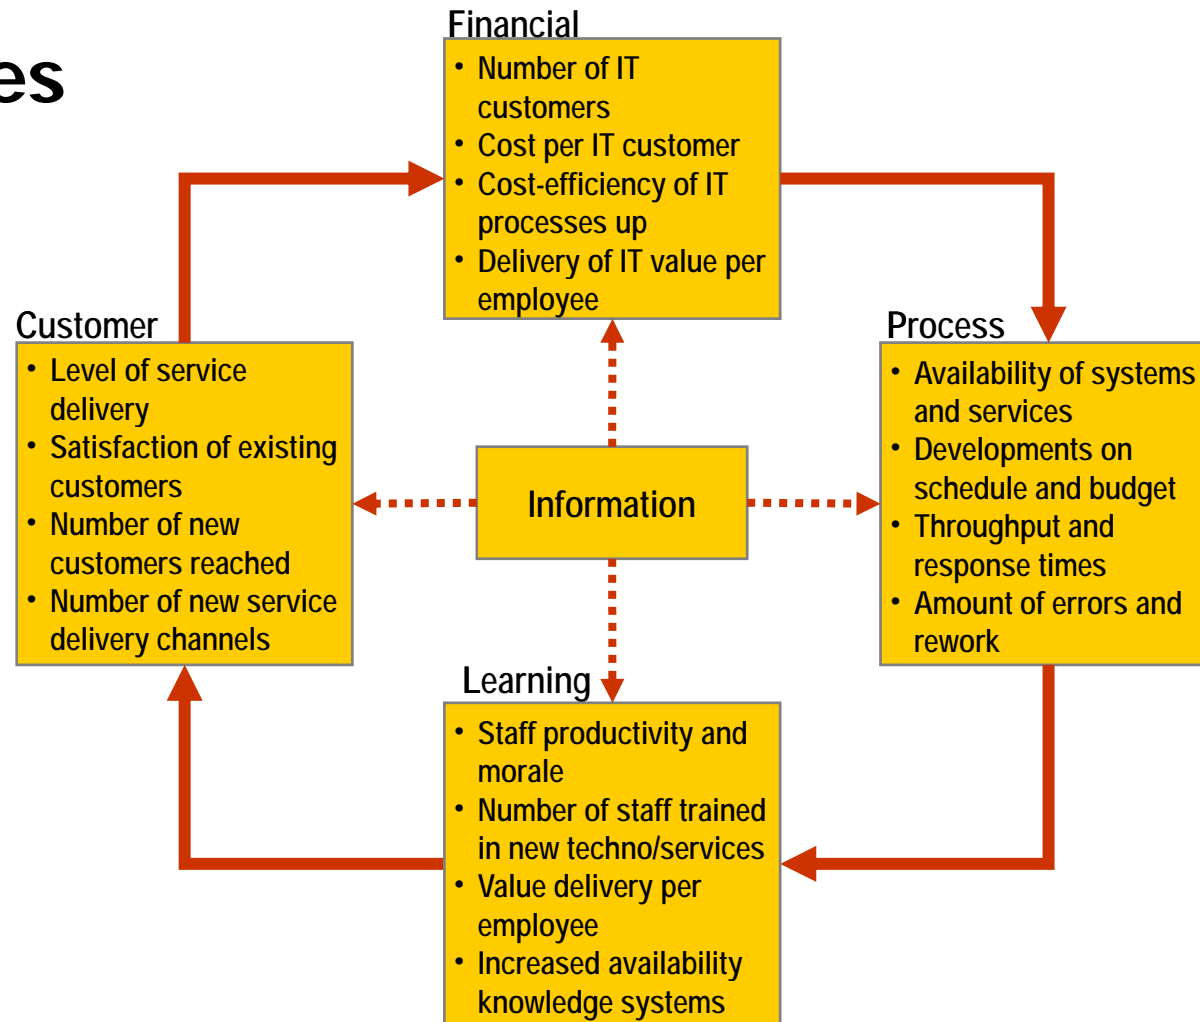 es
Financial
• Number of IT
customers
• Cost per IT customer
• Cost-efficiency of IT
processes up
• Delivery of IT value per
employee
Customer
• Level of service
delivery
• Satisfaction of existing
customers
• Number of new
customers reached
• Number of new service
delivery channels
Information
Process
• Availability of systems
and services
• Developments on
schedule and budget
• Throughput and
response times
• Amount of errors and
rework
Learning
• Staff productivity and
morale
• Number of staff trained
in new techno/services
• Value delivery per
employee
• Increased availability
knowledge systems